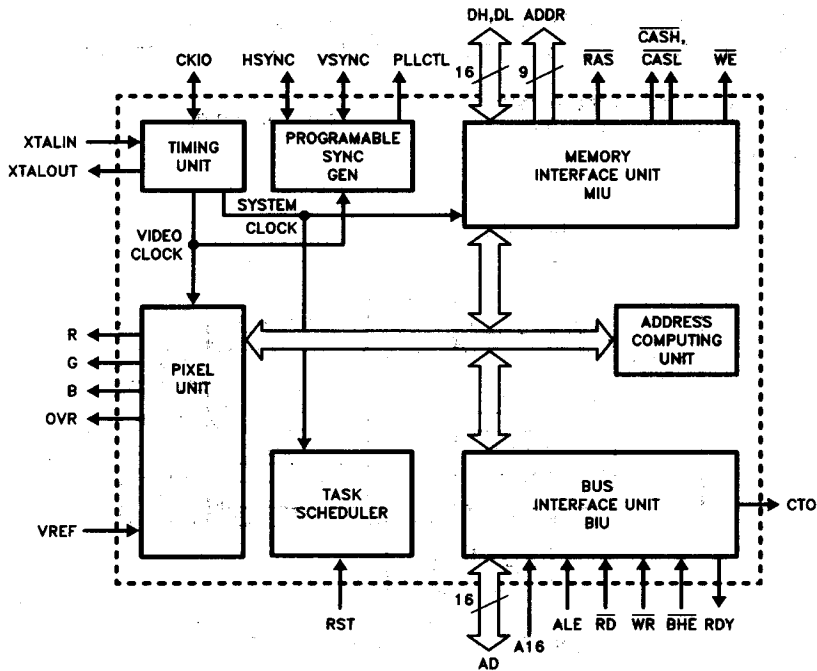 DH,DL ADDR
CASH,
CKIO HSYNC VSYNC PLLCTL 16 9 RAS CASL WE
XTALIN
XTALOUT
TIMING
UNIT
PROGRAMABLE
SYNC
GEN
MEMORY
INTERFACE UNIT
MIU
SYSTEM
CLOCK
VIDEO
CLOCK
R
G
B
OVR
VREF
PIXEL
UNIT
ADDRESS
COMPUTING
UNIT
TASK
SCHEDULER
BUS
INTERFACE UNIT
BIU
CTO
RST
16
AD
A16 ALE RD WR BHE RDY